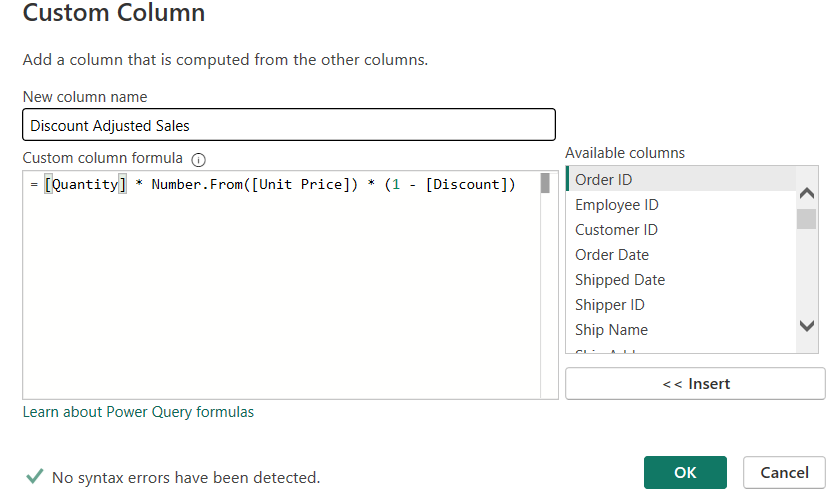 Custom Column
Add a column that is computed from the other columns.
New column name
Discount Adjusted Sales
Custom column formula
= [Quantity] * Number.From([Unit Price]) * (1 - [Discount])
Available columns
Order ID
Employee ID
Customer ID
Order Date
Shipped Date
Shipper ID
Ship Name
<< Insert
Learn about Power Query formulas
No syntax errors have been detected.
OK
Cancel